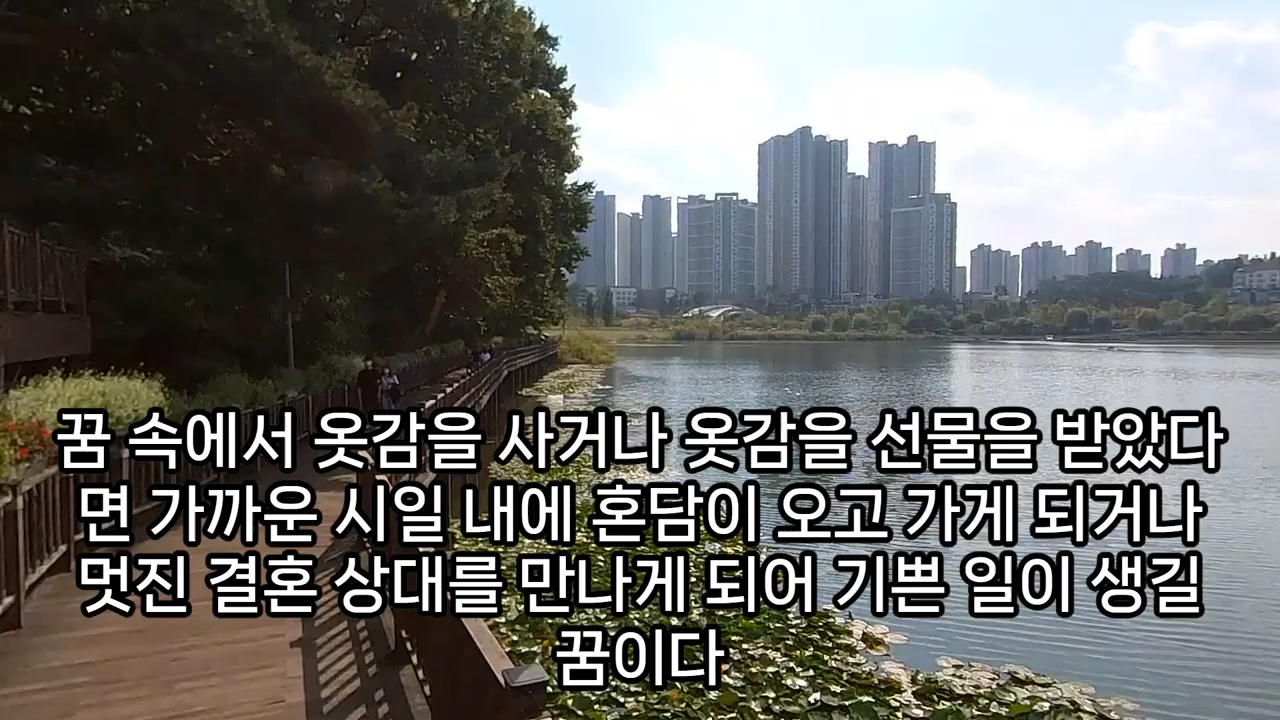 꿈 속에서 옷감을 사거나 옷감을 선물을 받았다
면 가까운 시일 내에 혼담이 오고 가게 되거나
멋진 결혼 상대를 만나게 되어 기쁜 일이 생길
꿈이다